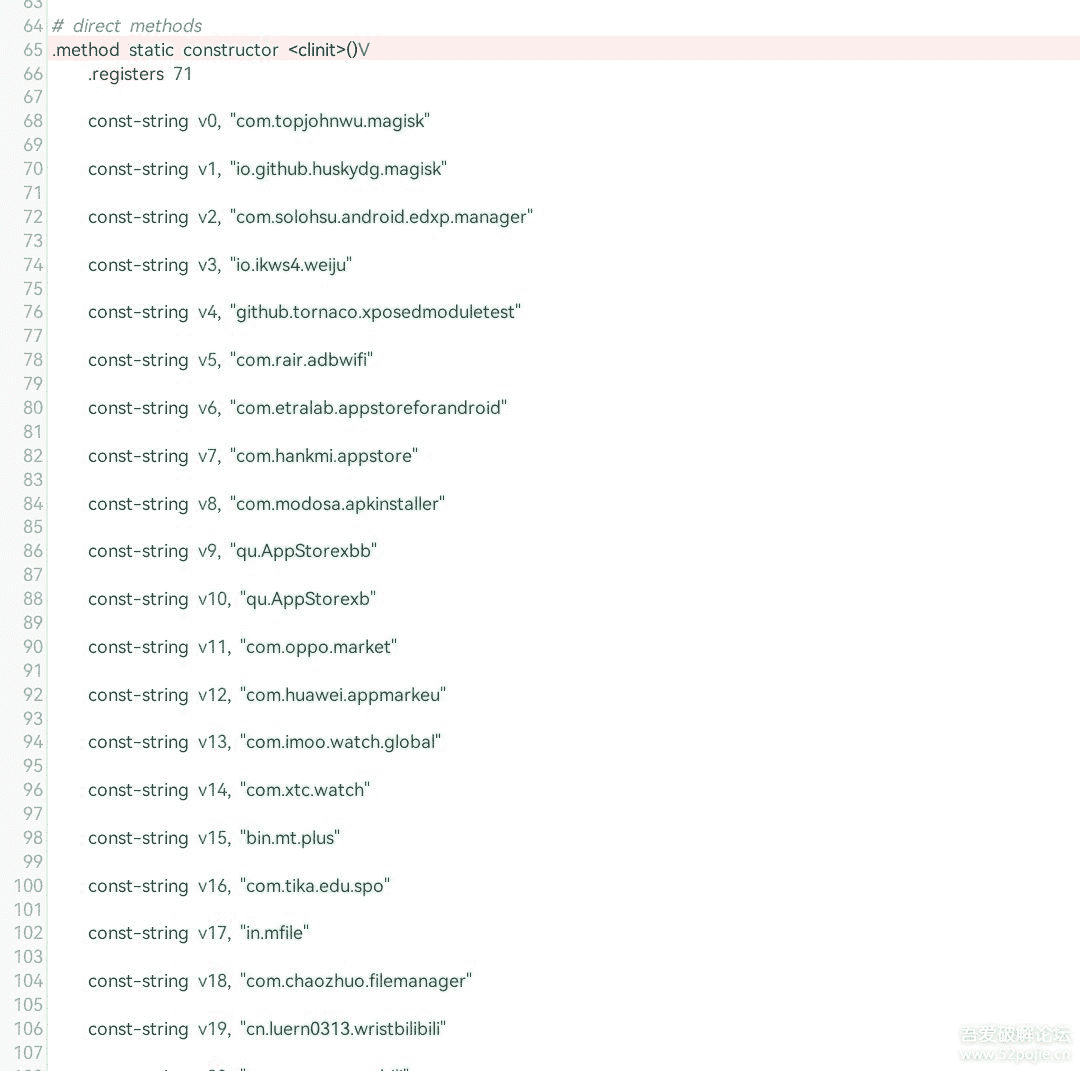 63
64 # direct methods
65 .method static constructor <clinit>()V
66 .registers 71
67
68 const-string v0, "com.topjohnwu.magisk"
69
70 const-string v1, "io.github.huskydg.magisk"
71
72 const-string v2, "com.solohsu.android.edxp.manager"
73
74 const-string v3, "io.ikws4.weiju"
75
76 const-string v4, "github.tornaco.xposedmoduletest"
77
78 const-string v5, "com.rair.adbwifi"
79
80 const-string v6, "com.etralab.appstoreforandroid"
81
82 const-string v7, "com.hankmi.appstore"
83
84 const-string v8, "com.modosa.apkinstaller"
85
86 const-string v9, "qu.AppStorexbb"
87
88 const-string v10, "qu.AppStorexb"
89
90 const-string v11, "com.oppo.market"
91
92 const-string v12, "com.huawei.appmarkeu"
93
94 const-string v13, "com.imoo.watch.global"
95
96 const-string v14, "com.xtc.watch"
97
98 const-string v15, "bin.mt.plus"
99
100 const-string v16, "com.tika.edu.spo"
101
102 const-string v17, "in.mfile"
103
104 const-string v18, "com.chaozhuo.filemanager"
105
106 const-string v19, "cn.luern0313.wristbilibili"
107
吾爱破解论坛
www.52pojie.cn